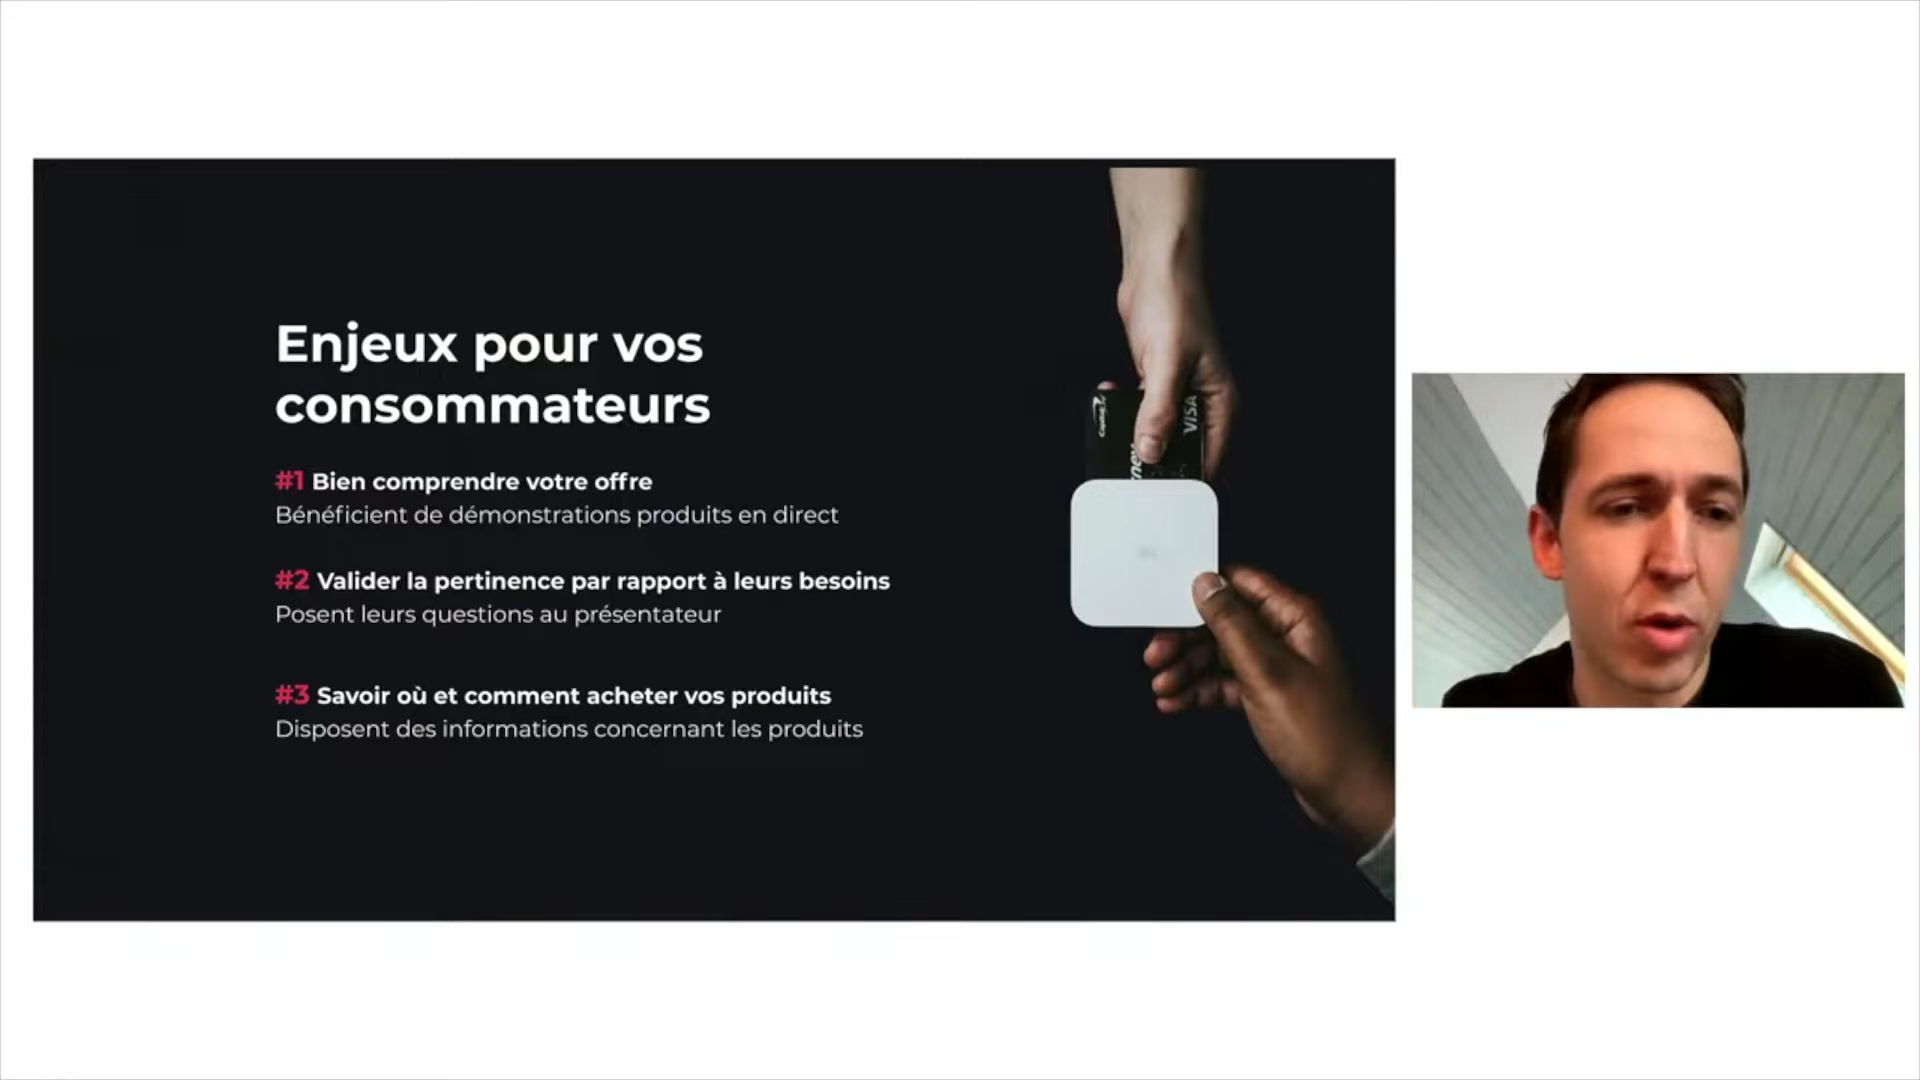 Enjeux pour vos
consommateurs
#1 Bien comprendre votre offre
Bénéficient de démonstrations produits en direct
#2 Valider la pertinence par rapport à leurs besoins
Posent leurs questions au présentateur
#3 Savoir où et comment acheter vos produits
Disposent des informations concernant les produits
VISA